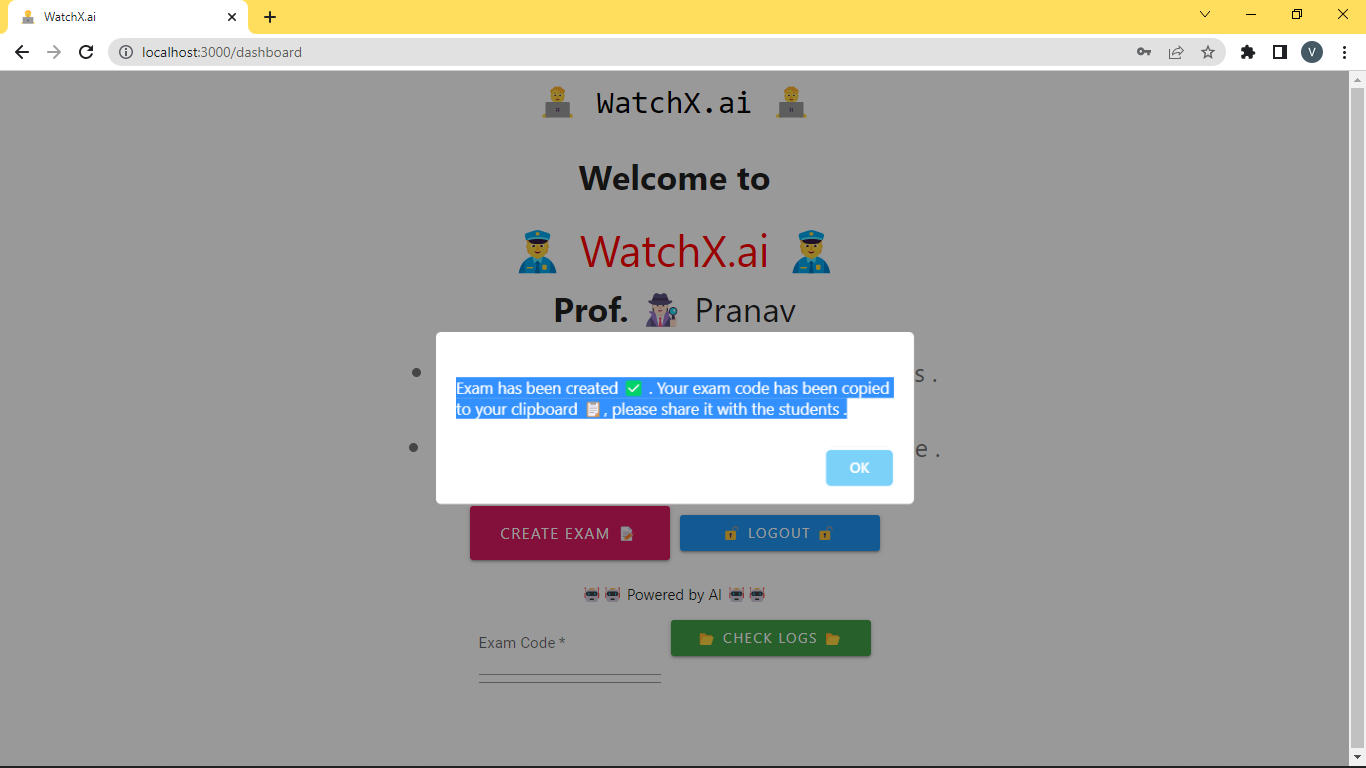 WatchX.ai
localhost:3000/dashboard
V
WatchX.ai
Welcome to
WatchX.ai
Prof. Pranav
s .
Exam has been created ✅ . Your exam code has been copied
to your clipboard 📋, please share it with the students .
e .
OK
CREATE EXAM 📝
🔓 LOGOUT 🔓
🤖🤖 Powered by AI 🤖🤖
Exam Code *
📂 CHECK LOGS 📂